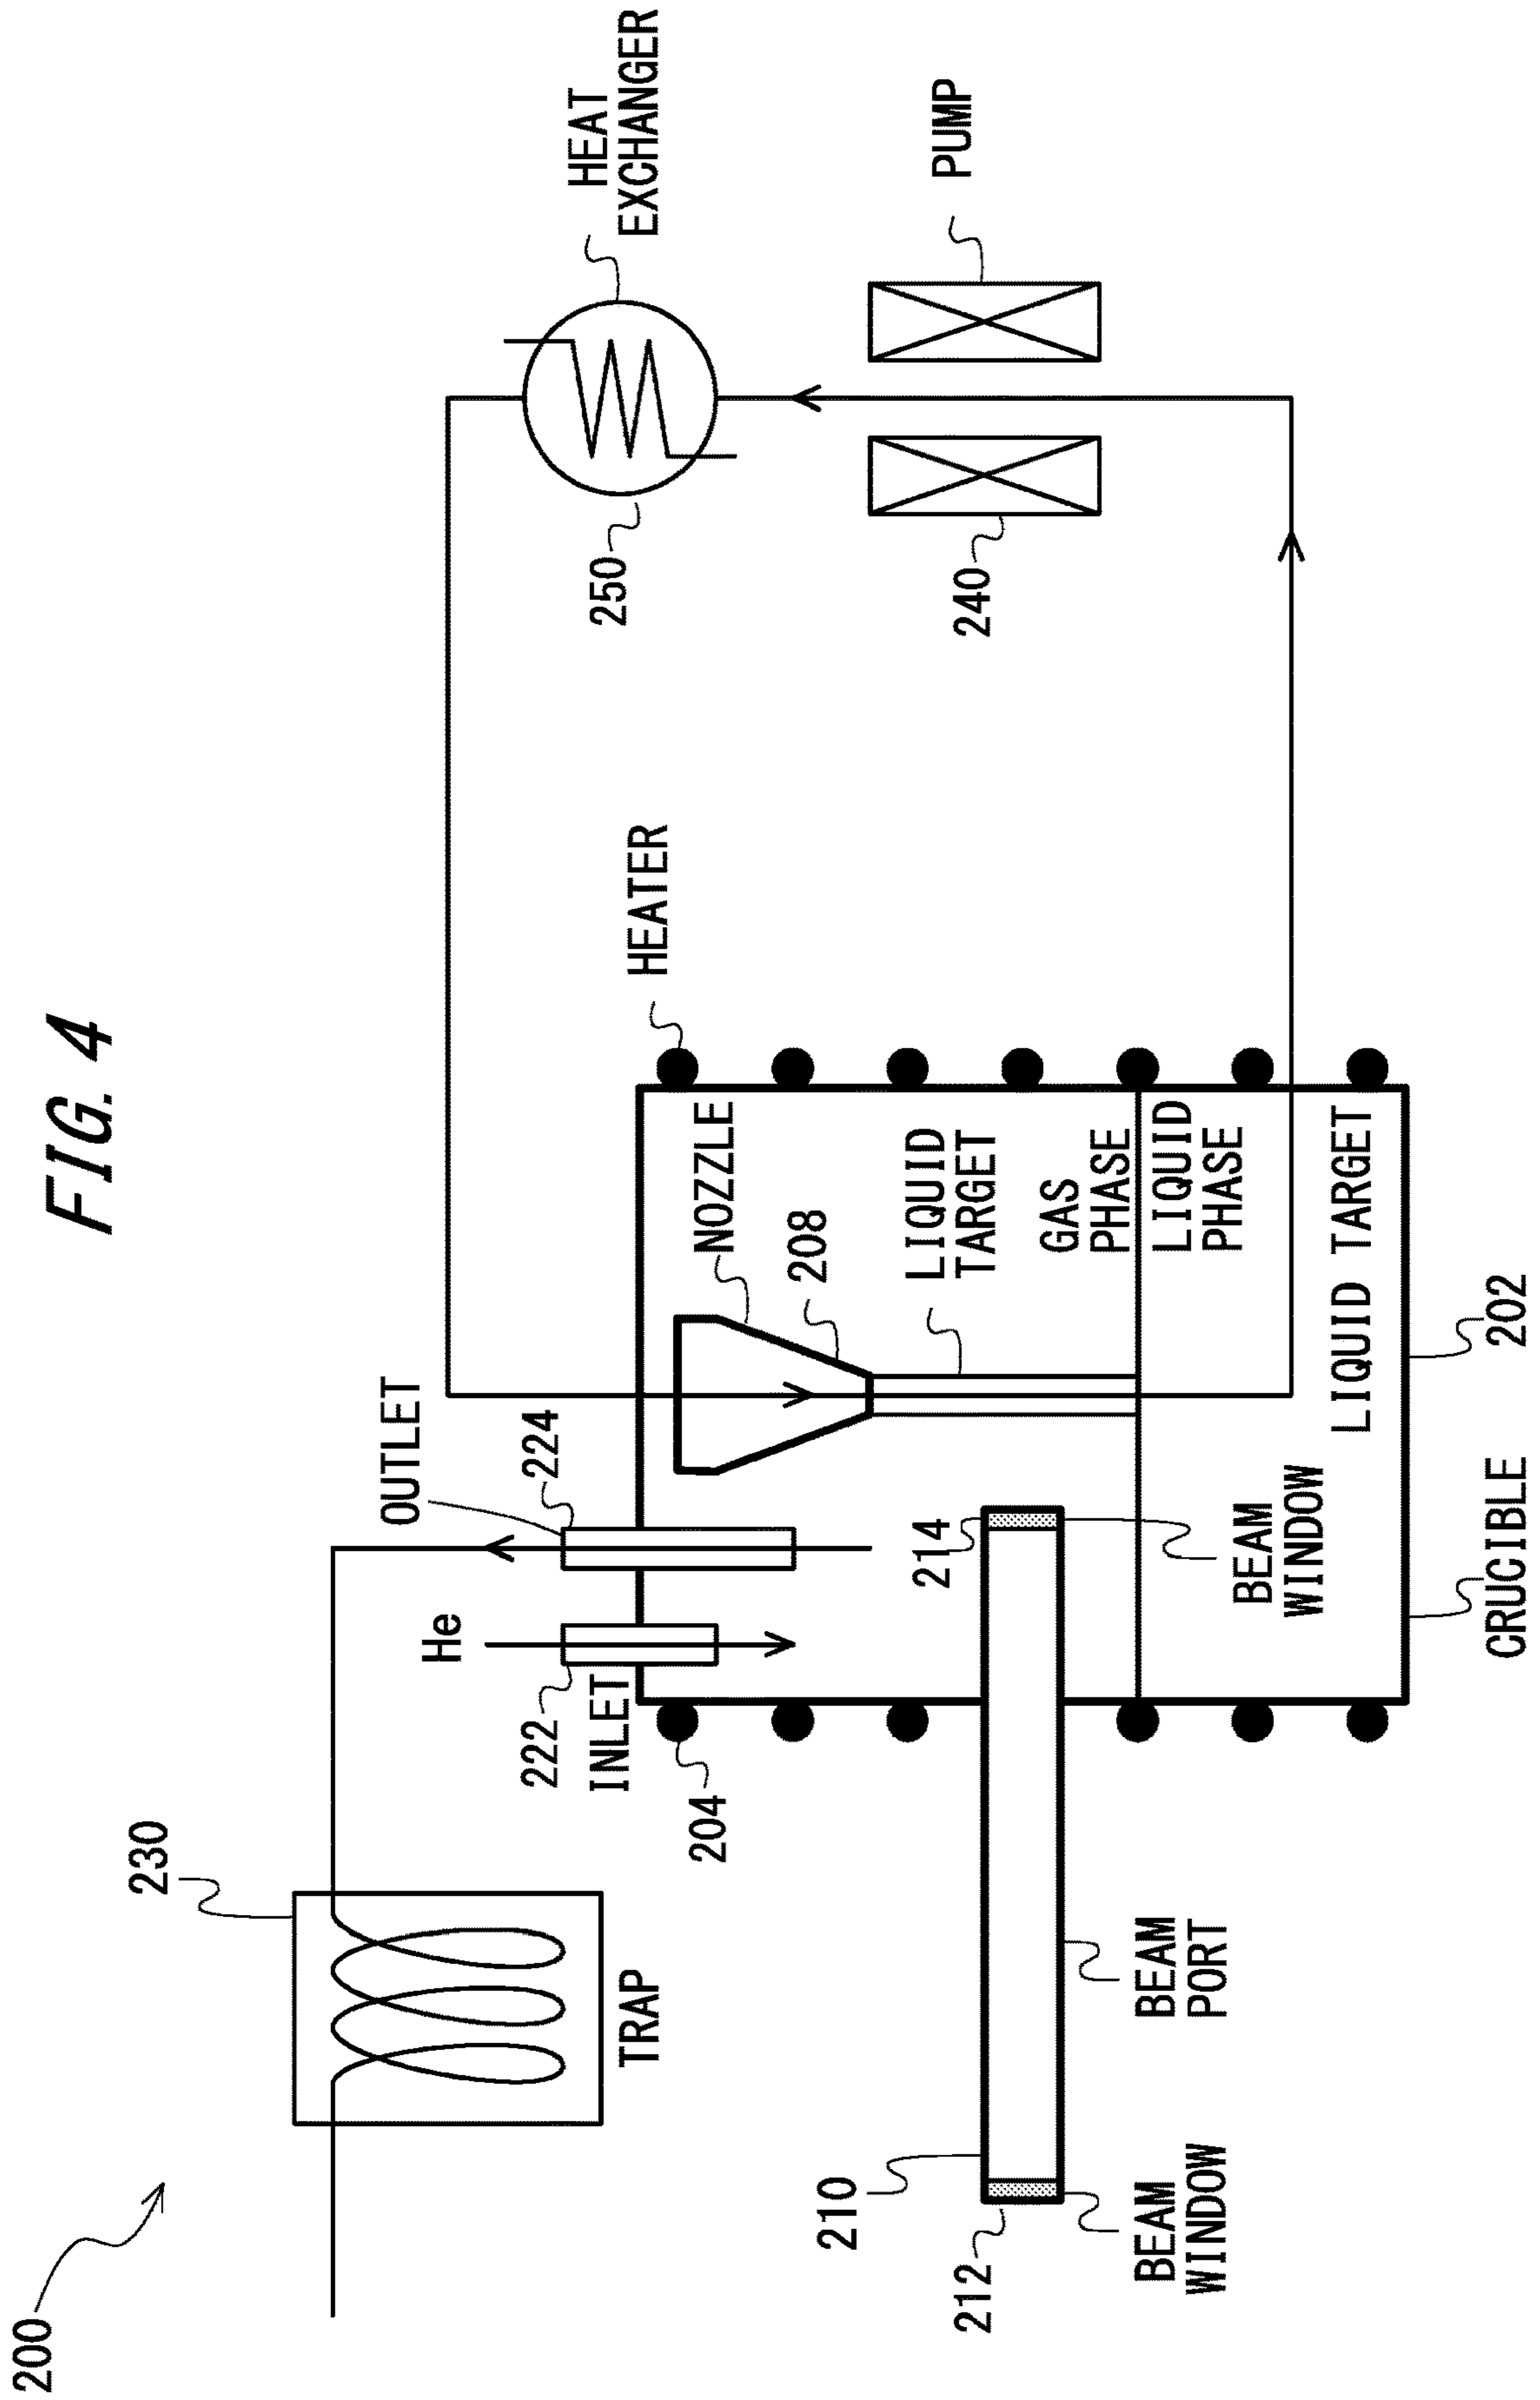 FIG. 4
200
230
TRAP
He
OUTLET
224
222
INLET
204
HEATER
HEAT
EXCHANGER
250
PUMP
240
NOZZLE
208
LIQUID
TARGET
GAS
PHASE
LIQUID
PHASE
LIQUID TARGET
210
212
BEAM
WINDOW
BEAM
PORT
214
BEAM
WINDOW
CRUCIBLE
202